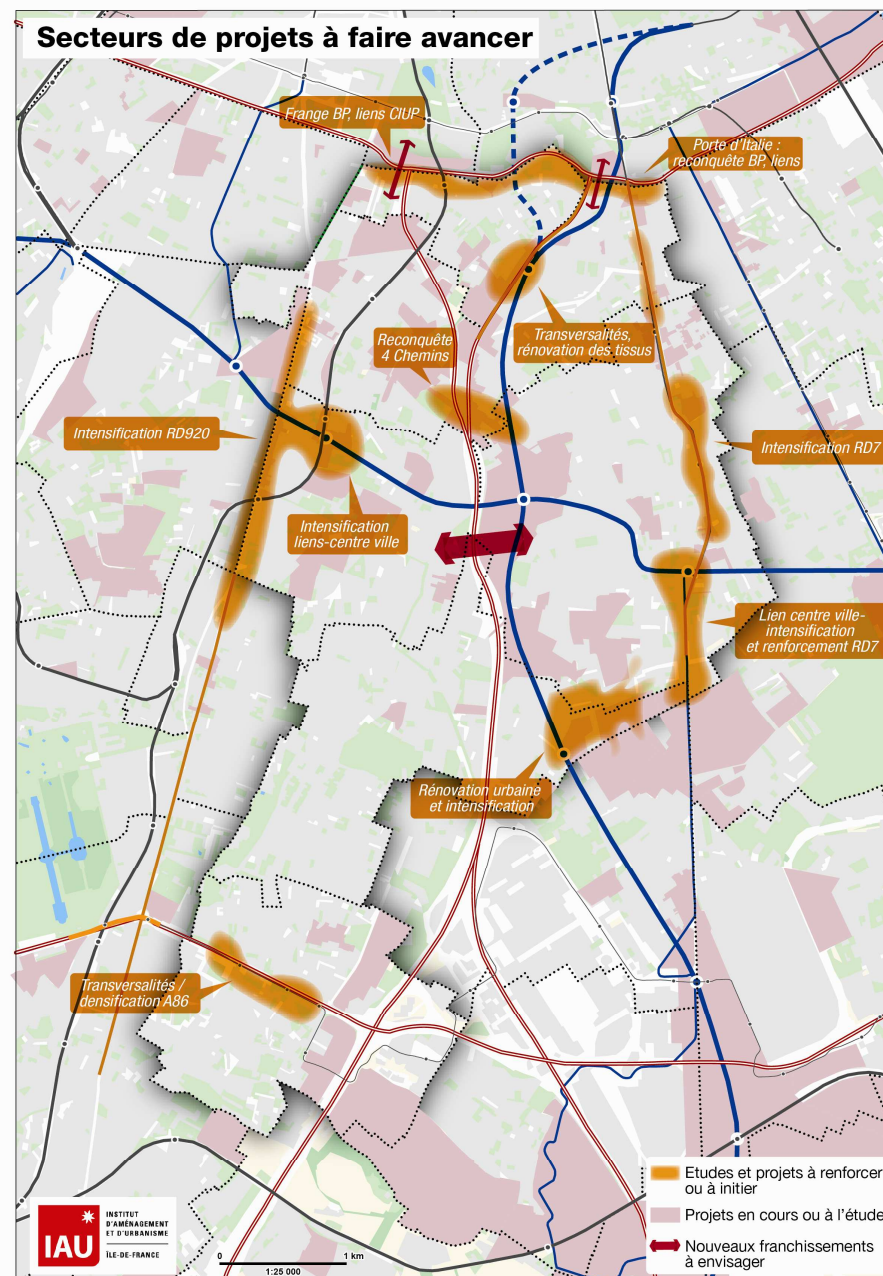 Secteurs de projets à faire avancer
Frange BP, liens CIUP
Porte d'Italie :
reconquête BP, liens
Reconquête
4 Chemins
Transversalités,
rénovation des tissus
Intensification RD920
Intensification RD7
Intensification
liens-centre ville
Lien centre ville-
intensification
et renforcement RD7
Rénovation urbaine
et intensification
Transversalités /
densification A86
Etudes et projets à renforcer
ou à initier
Projets en cours ou à l'étude
Nouveaux franchissements
à envisager
IAU
INSTITUT
D'AMÉNAGEMENT
ET D'URBANISME
ÎLE-DE-FRANCE
0 1 km
1:25 000